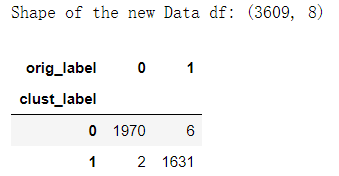 Shape of the new Data df: (3609, 8)
orig_label 0 1
clust_label
0 1970 6
1 2 1631